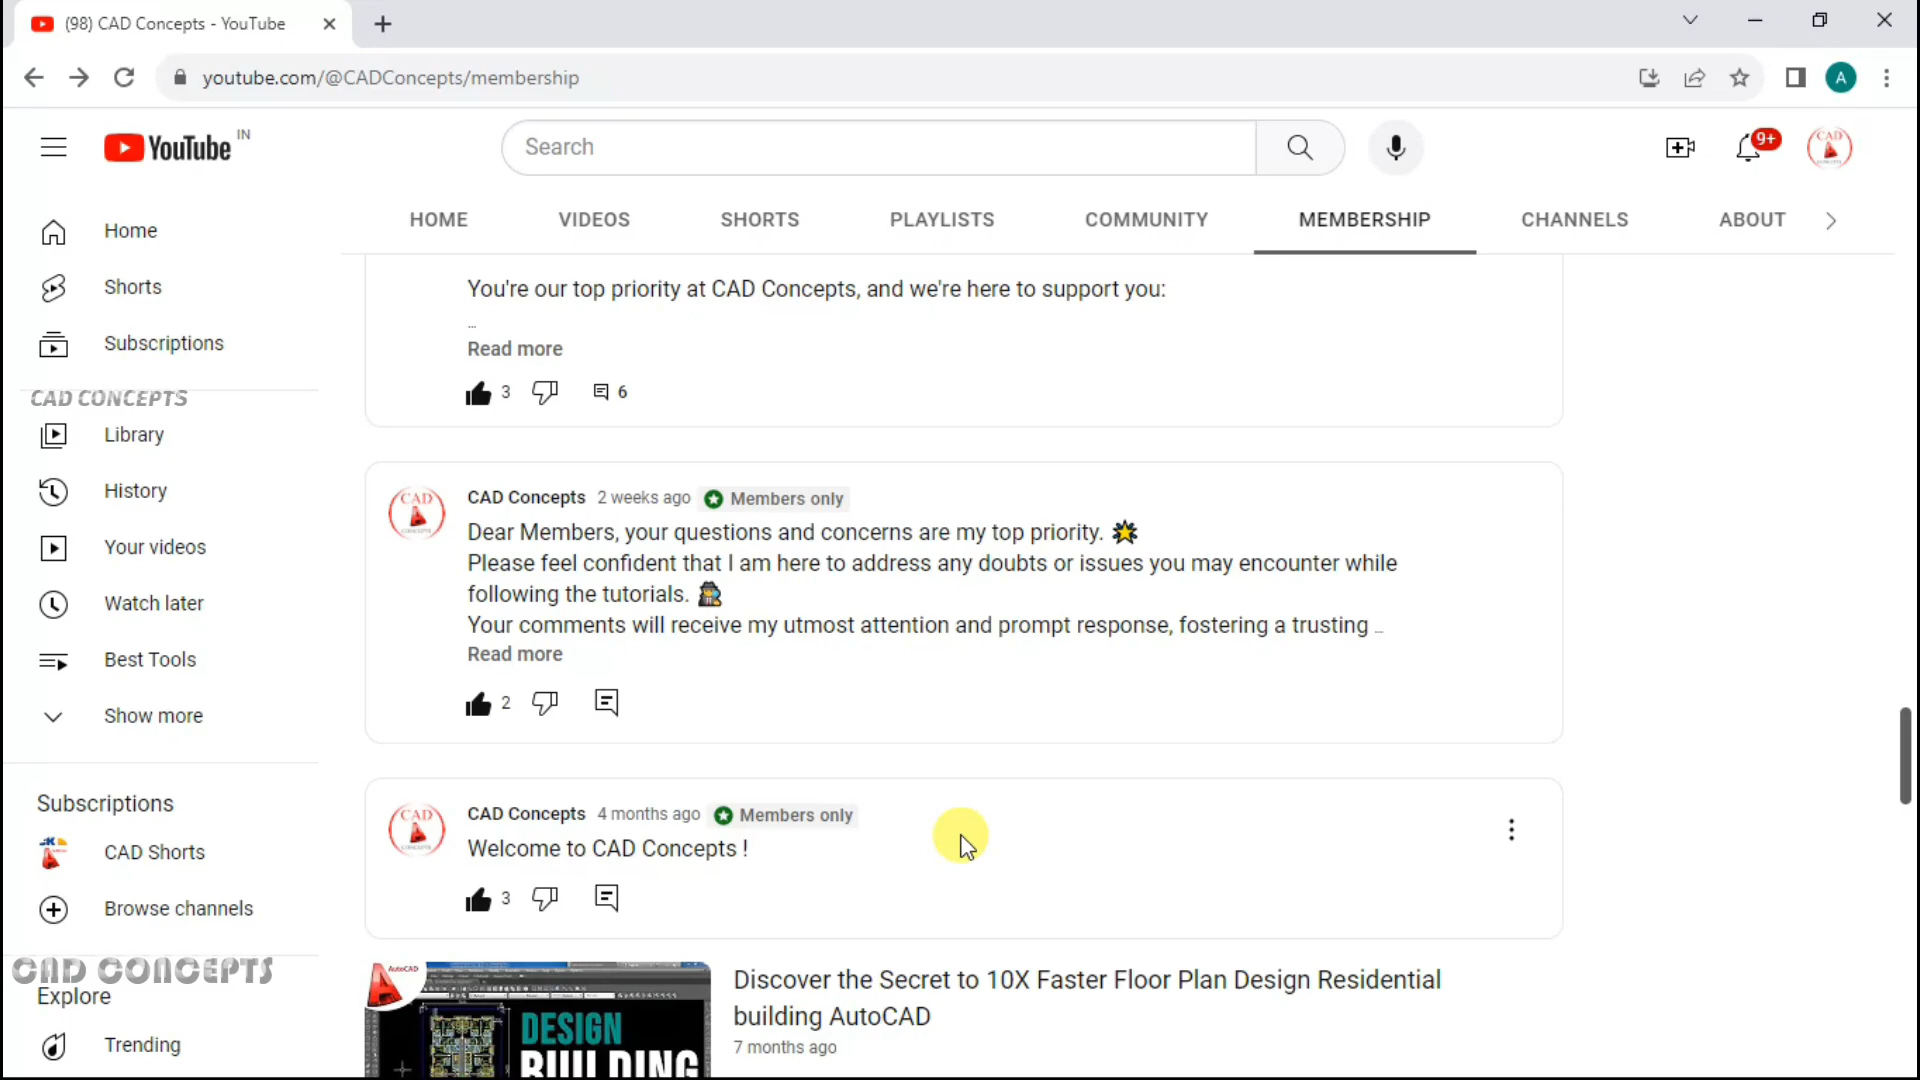 (98) CAD Concepts - YouTube
youtube.com/@CADConcepts/membership
A
YouTube IN
Search
9+
CAD
HOME VIDEOS SHORTS PLAYLISTS COMMUNITY MEMBERSHIP CHANNELS ABOUT
Home
Shorts
Subscriptions
CAD CONCEPTS
Library
History
Your videos
Watch later
Best Tools
Show more
Subscriptions
CAD Shorts
Browse channels
CAD CONCEPTS
Explore
Trending
You're our top priority at CAD Concepts, and we're here to support you:
...
Read more
3 6
CAD
CONCEPTS
CAD Concepts 2 weeks ago Members only
Dear Members, your questions and concerns are my top priority. 🌟
Please feel confident that I am here to address any doubts or issues you may encounter while
following the tutorials.
Your comments will receive my utmost attention and prompt response, fostering a trusting ...
Read more
2
CAD
CONCEPTS
CAD Concepts 4 months ago Members only
Welcome to CAD Concepts !
3
AutoCAD
DESIGN
BUILDING
Discover the Secret to 10X Faster Floor Plan Design Residential
building AutoCAD
7 months ago